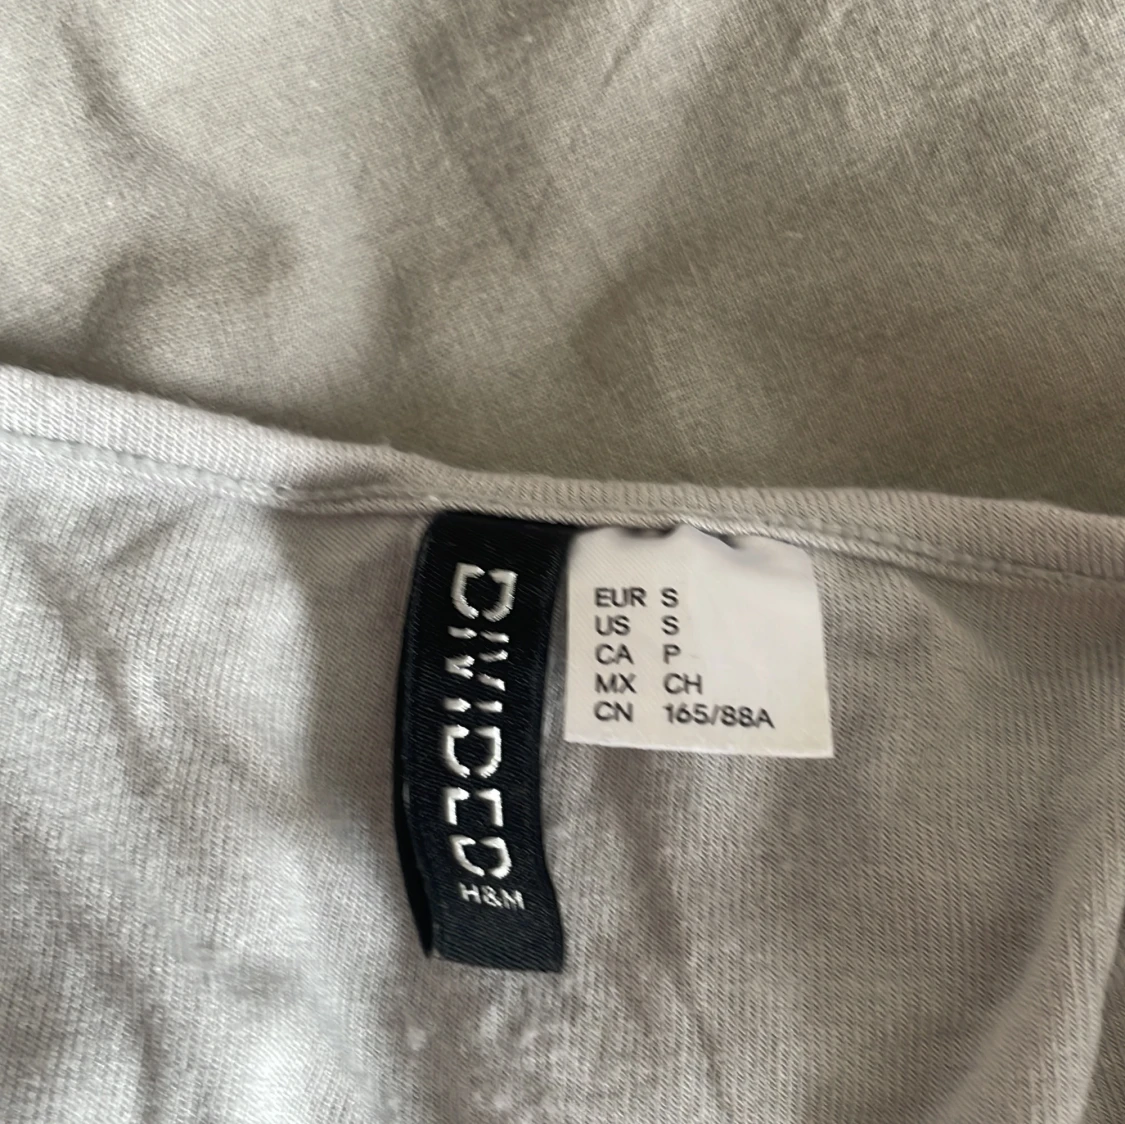 DIVIDED
H&M
EUR S
US S
CA P
MX CH
CN 165/88A